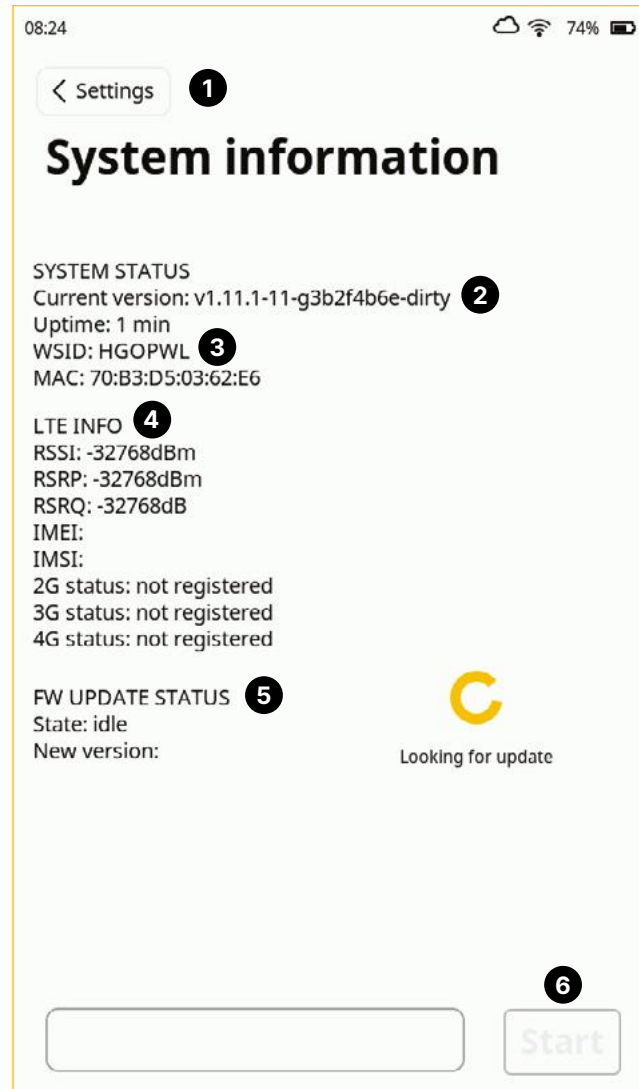 08:24 74%
Settings 1
System information
SYSTEM STATUS
Current version: v1.11.1-11-g3b2f4b6e-dirty 2
Uptime: 1 min
WSID: HGOPWL 3
MAC: 70:B3:D5:03:62:E6
LTE INFO 4
RSSI: -32768dBm
RSRP: -32768dBm
RSRQ: -32768dB
IMEI:
IMSI:
2G status: not registered
3G status: not registered
4G status: not registered
FW UPDATE STATUS 5
State: idle
New version:
Looking for update
6
Start